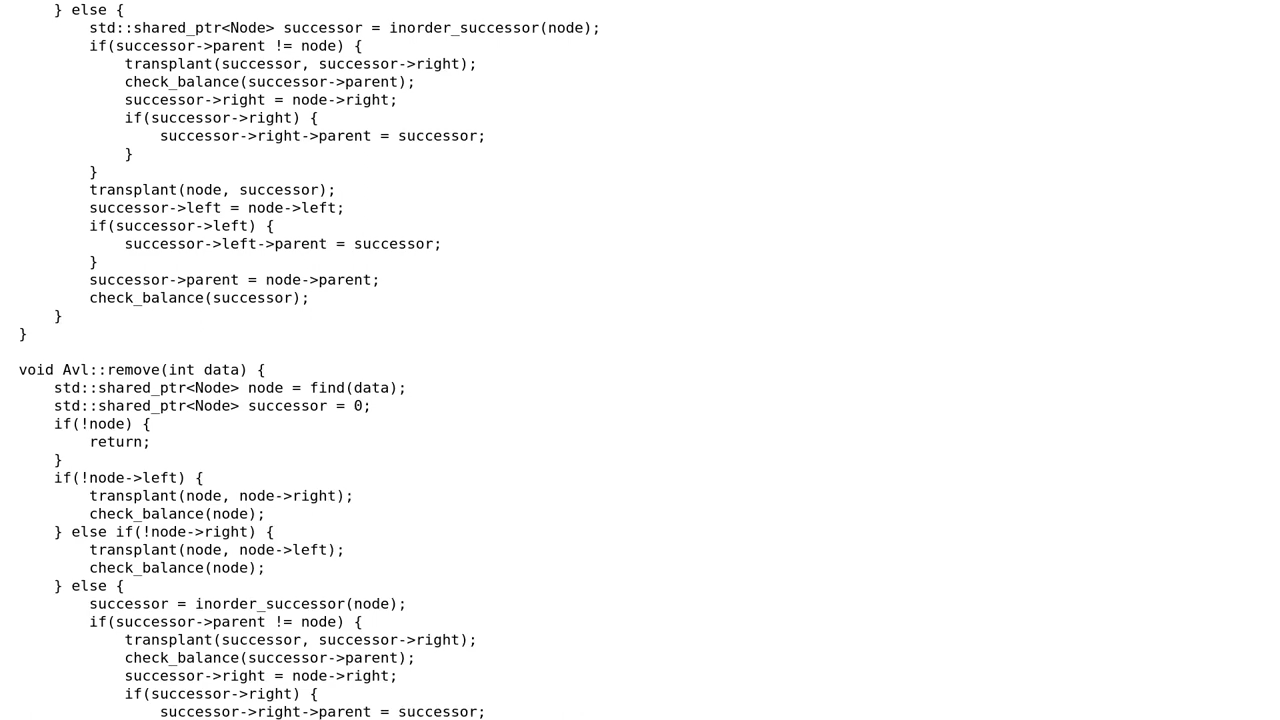 } else {
        std::shared_ptr<Node> successor = inorder_successor(node);
        if(successor->parent != node) {
            transplant(successor, successor->right);
            check_balance(successor->parent);
            successor->right = node->right;
            if(successor->right) {
                successor->right->parent = successor;
            }
        }
        transplant(node, successor);
        successor->left = node->left;
        if(successor->left) {
            successor->left->parent = successor;
        }
        successor->parent = node->parent;
        check_balance(successor);
    }
}

void Avl::remove(int data) {
    std::shared_ptr<Node> node = find(data);
    std::shared_ptr<Node> successor = 0;
    if(!node) {
        return;
    }
    if(!node->left) {
        transplant(node, node->right);
        check_balance(node);
    } else if(!node->right) {
        transplant(node, node->left);
        check_balance(node);
    } else {
        successor = inorder_successor(node);
        if(successor->parent != node) {
            transplant(successor, successor->right);
            check_balance(successor->parent);
            successor->right = node->right;
            if(successor->right) {
                successor->right->parent = successor;